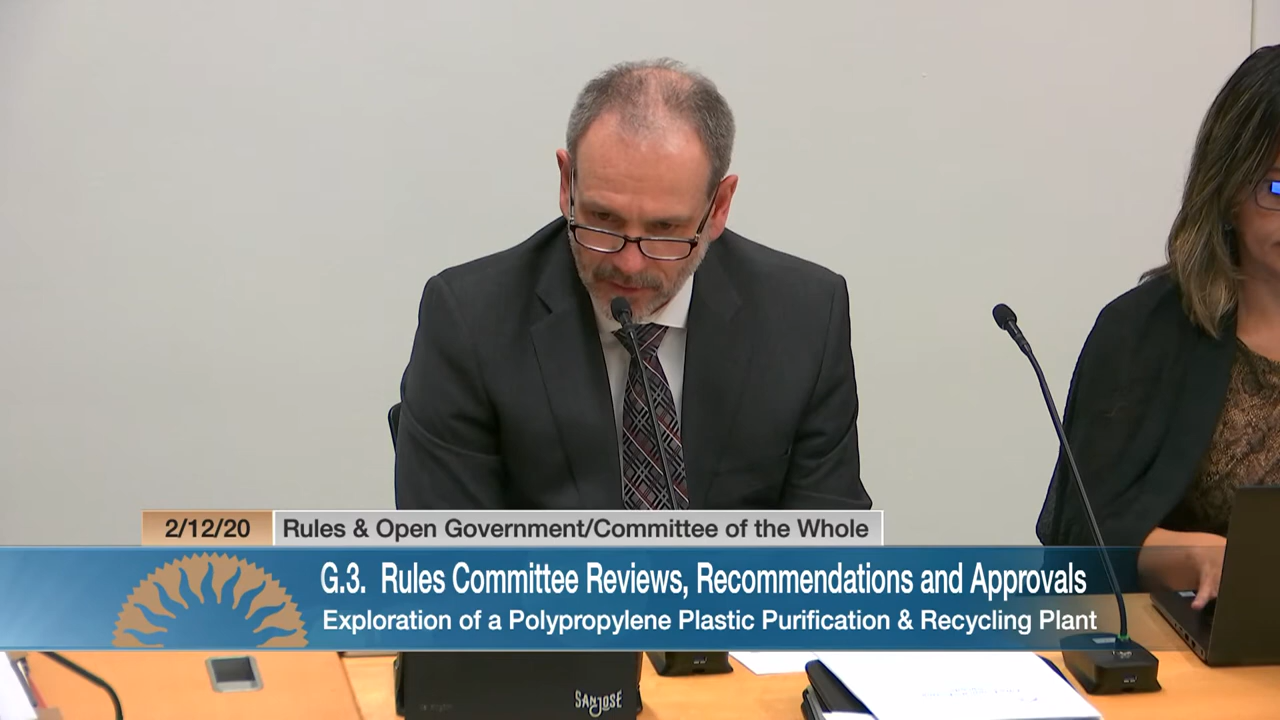 2/12/20 Rules & Open Government/Committee of the Whole
G.3. Rules Committee Reviews, Recommendations and Approvals
Exploration of a Polypropylene Plastic Purification & Recycling Plant
SAN JOSE